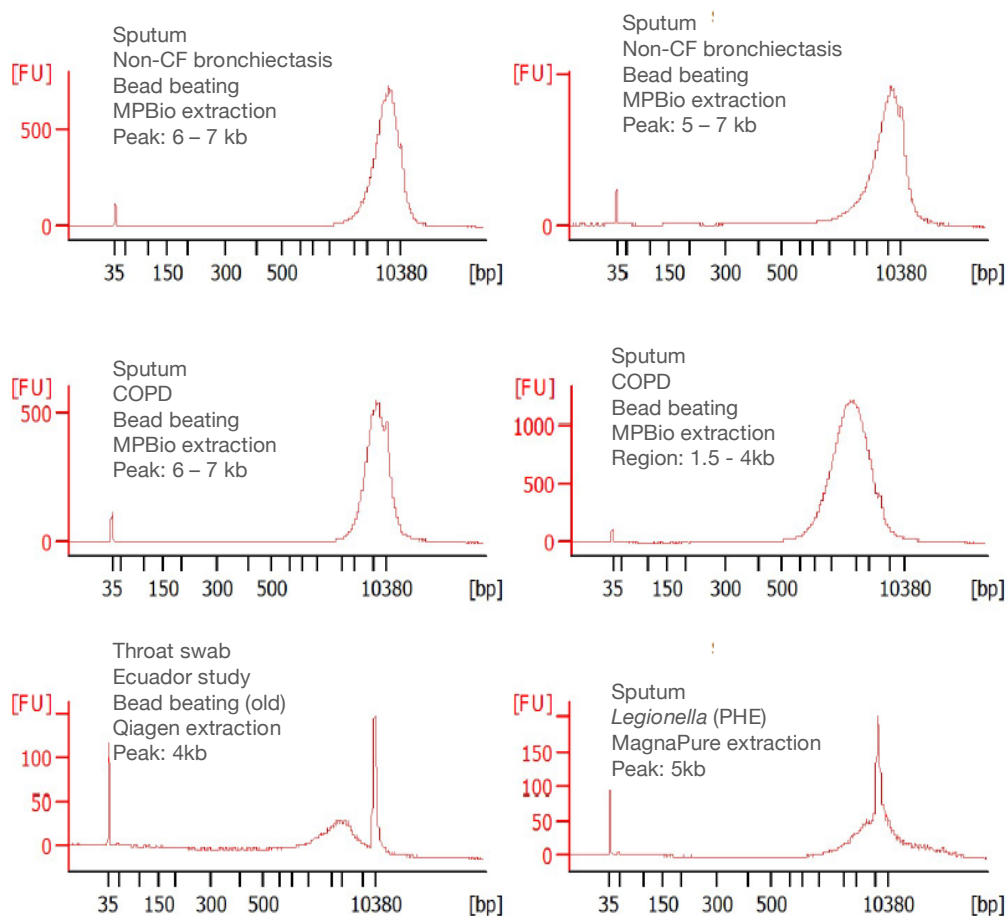 Sputum
Non-CF bronchiectasis
Bead beating
MPBio extraction
Peak: 6 – 7 kb
[FU]
500
0
35 150 300 500 10380 [bp]
Sputum
Non-CF bronchiectasis
Bead beating
MPBio extraction
Peak: 5 – 7 kb
[FU]
0
35 150 300 500 10380 [bp]
Sputum
COPD
Bead beating
MPBio extraction
Peak: 6 – 7 kb
[FU]
500
0
35 150 300 500 10380 [bp]
Sputum
COPD
Bead beating
MPBio extraction
Region: 1.5 - 4kb
[FU]
1000
500
0
35 150 300 500 10380 [bp]
Throat swab
Ecuador study
Bead beating (old)
Qiagen extraction
Peak: 4kb
[FU]
100
50
0
35 150 300 500 10380 [bp]
Sputum
Legionella (PHE)
MagnaPure extraction
Peak: 5kb
[FU]
150
100
50
0
35 150 300 500 10380 [bp]